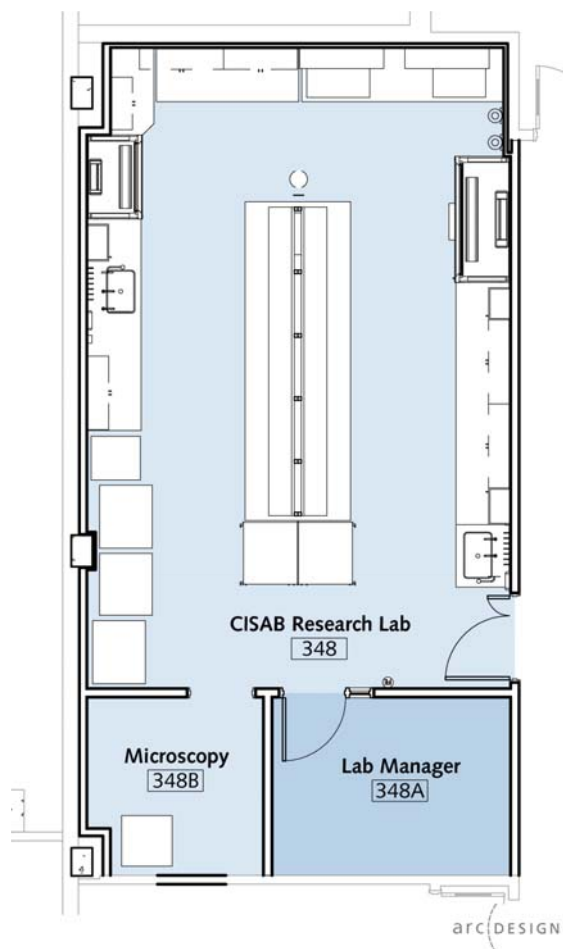 CISAB Research Lab
348
Microscopy
348B
Lab Manager
348A
arc DESIGN